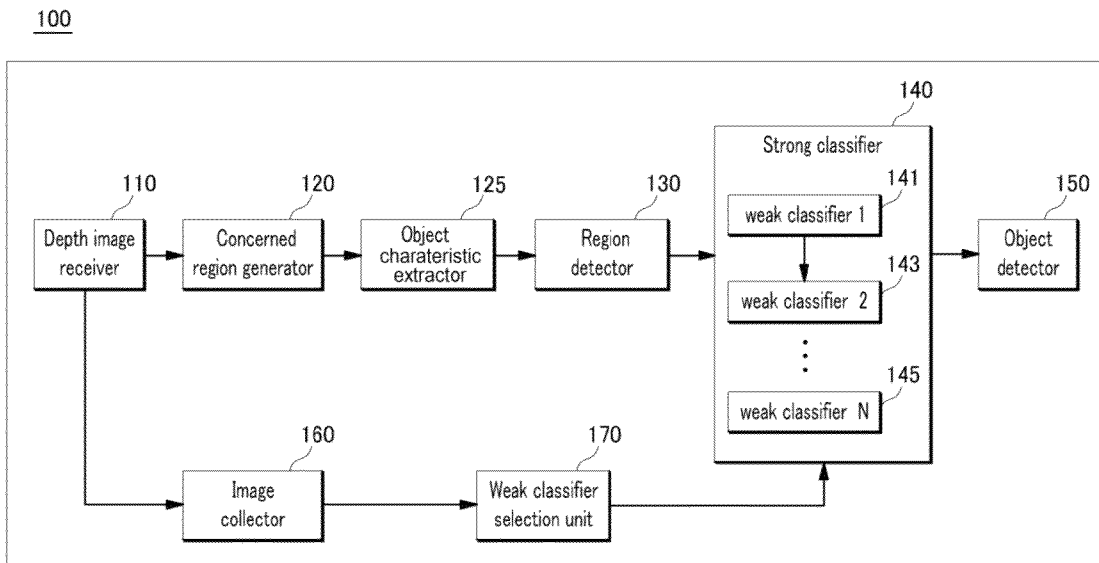 100
140
Strong classifier
110
120
125
130
141
150
Depth image
receiver
Concerned
region generator
Object
charateristic
extractor
Region
detector
weak classifier 1
Object
detector
143
weak classifier 2
145
weak classifier N
160
170
Image
collector
Weak classifier
selection unit